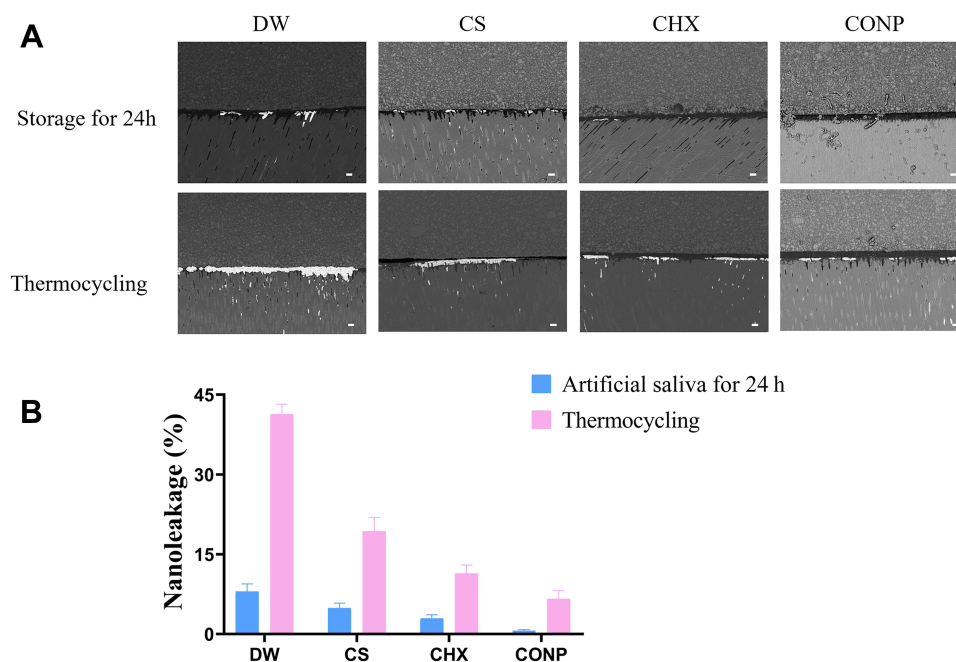 A
DW CS CHX CONP
Storage for 24h
Thermocycling
B
Artificial saliva for 24 h
Thermocycling
Nanoleakage (%)
45
30
15
0
DW CS CHX CONP